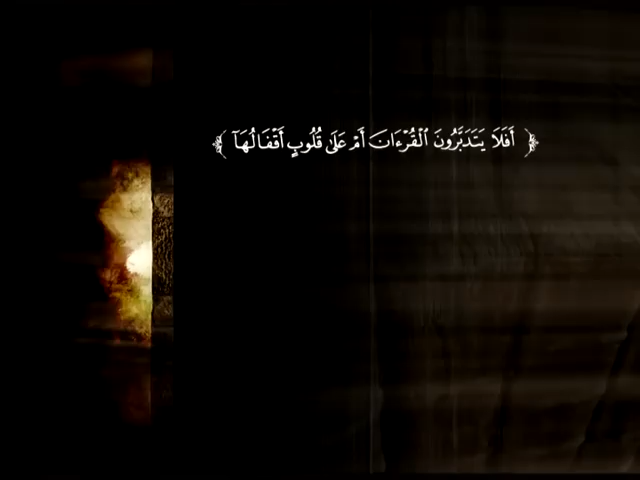 ﴿ أَفَلَا يَتَدَبَّرُونَ ٱلْقُرْءَانَ أَمْ عَلَىٰ قُلُوبٍ أَقْفَالُهَآ ﴾